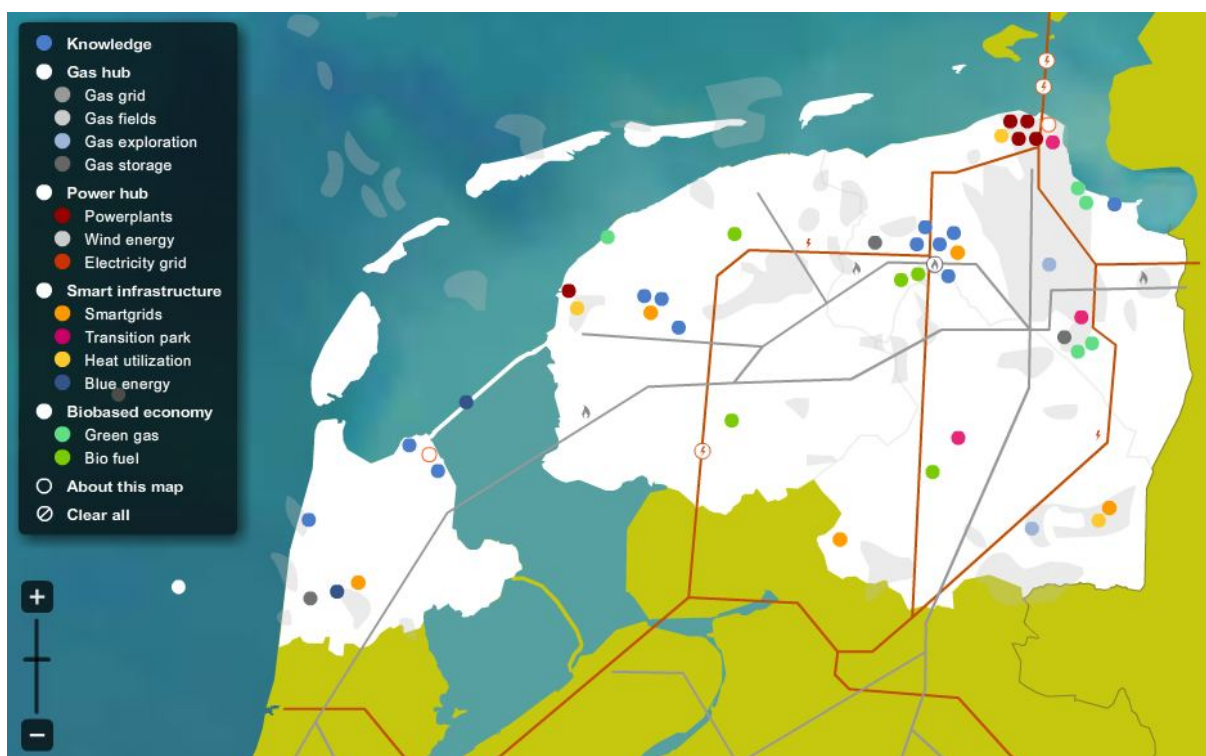 Knowledge
Gas hub
Gas grid
Gas fields
Gas exploration
Gas storage
Power hub
Powerplants
Wind energy
Electricity grid
Smart infrastructure
Smartgrids
Transition park
Heat utilization
Blue energy
Biobased economy
Green gas
Bio fuel
About this map
Clear all
+
−